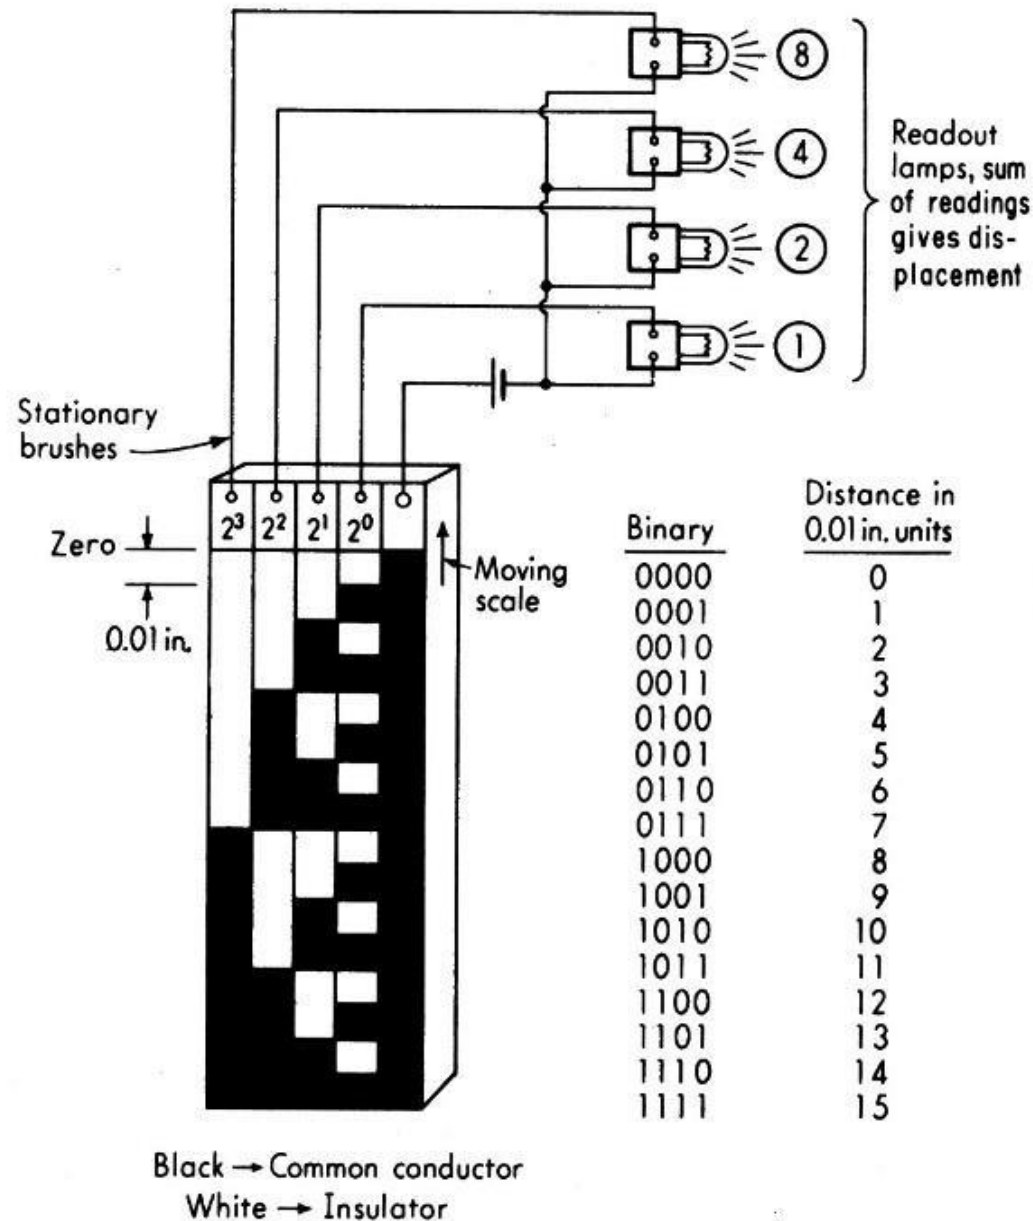 8
4
2
1
Readout
lamps, sum
of readings
gives dis-
placement
Stationary
brushes
2³ 2² 2¹ 2⁰
Zero
0.01 in.
Moving
scale
Binary Distance in 0.01 in. units
0000 0
0001 1
0010 2
0011 3
0100 4
0101 5
0110 6
0111 7
1000 8
1001 9
1010 10
1011 11
1100 12
1101 13
1110 14
1111 15
Black → Common conductor
White → Insulator